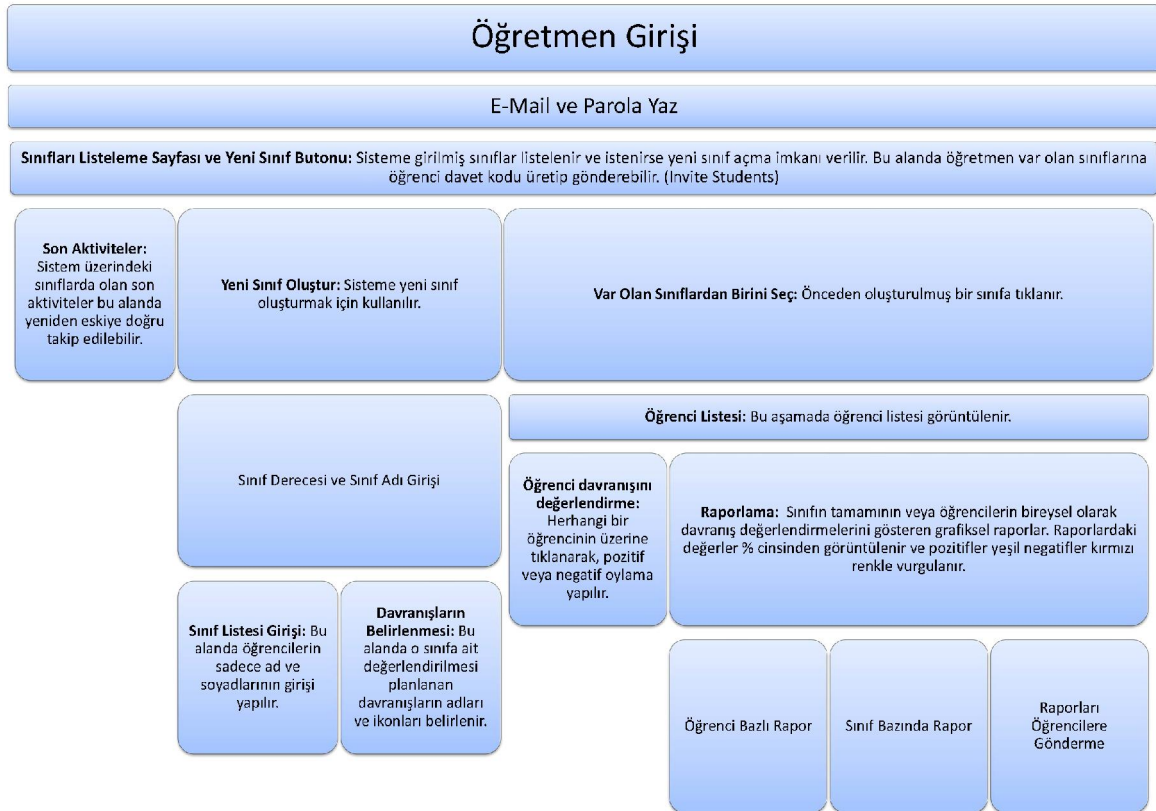 Öğretmen Girişi
E-Mail ve Parola Yaz
Sınıfları Listeleme Sayfası ve Yeni Sınıf Butonu: Sisteme girilmiş sınıflar listelenir ve istenirse yeni sınıf açma imkanı verilir. Bu alanda öğretmen var olan sınıflarına
öğrenci davet kodu üretip gönderebilir. (Invite Students)
Son Aktiviteler:
Sistem üzerindeki
sınıflarda olan son
aktiviteler bu alanda
yeniden eskiye doğru
takip edilebilir.
Yeni Sınıf Oluştur: Sisteme yeni sınıf
oluşturmak için kullanılır.
Var Olan Sınıflardan Birini Seç: Önceden oluşturulmuş bir sınıfa tıklanır.
Sınıf Derecesi ve Sınıf Adı Girişi
Sınıf Listesi Girişi: Bu
alanda öğrencilerin
sadece ad ve
soyadlarının girişi
yapılır.
Davranışların
Belirlenmesi: Bu
alanda o sınıfa ait
değerlendirilmesi
planlanan
davranışların adları
ve ikonları belirlenir.
Öğrenci Listesi: Bu aşamada öğrenci listesi görüntülenir.
Öğrenci davranışını
değerlendirme:
Herhangi bir
öğrencinin üzerine
tıklanarak, pozitif
veya negatif oylama
yapılır.
Raporlama: Sınıfın tamamının veya öğrencilerin bireysel olarak
davranış değerlendirmelerini gösteren grafiksel raporlar. Raporlardaki
değerler % cinsinden görüntülenir ve pozitifler yeşil negatifler kırmızı
renkle vurgulanır.
Öğrenci Bazlı Rapor
Sınıf Bazında Rapor
Raporları
Öğrencilere
Gönderme